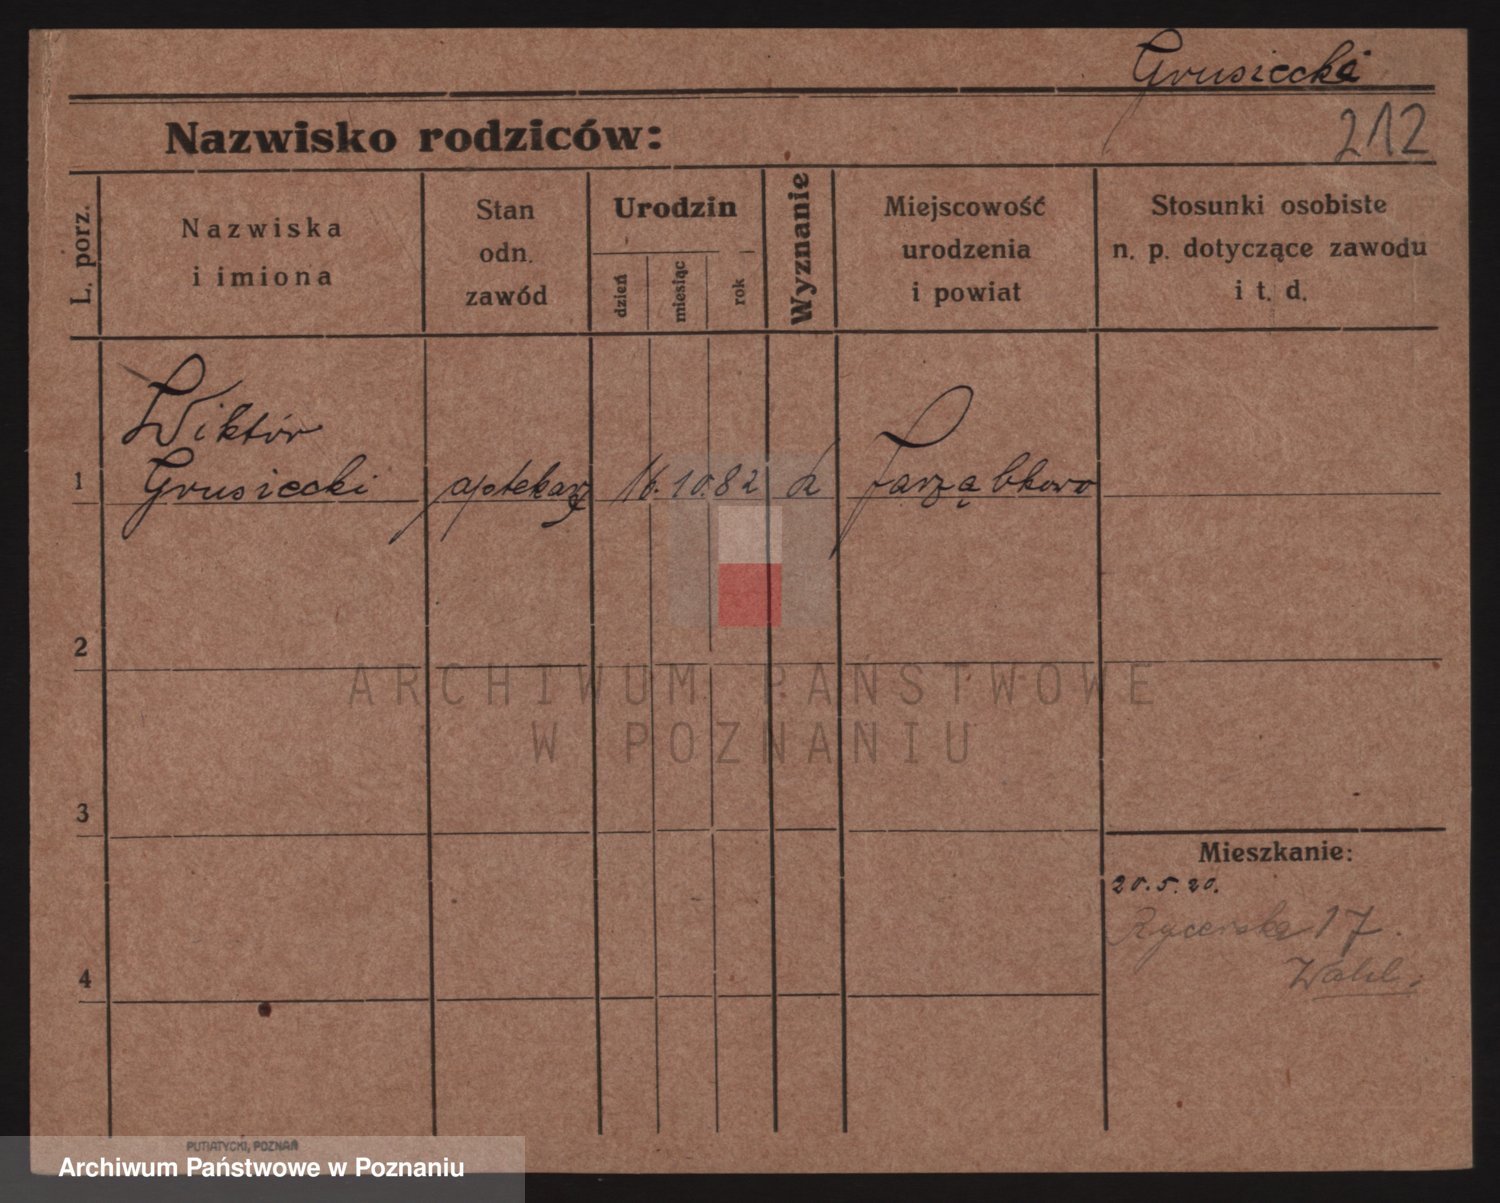 Grusiecki
212
Nazwisko rodziców:
L. porz.
Nazwiska
i imiona
Stan
odn.
zawód
Urodzin
dzień
miesiąc
rok
Wyznanie
Miejscowość
urodzenia
i powiat
Stosunki osobiste
n. p. dotyczące zawodu
i t. d.
Wiktór
1 Grusiecki aptekarz 16. 10. 82 k Jarząbkowo
2
3
4
Mieszkanie:
20.5.20.
Rycerska 17.
ARCHIWUM PAŃSTWOWE
W POZNANIU
PUTIATYCKI, POZNAŃ
Archiwum Państwowe w Poznaniu